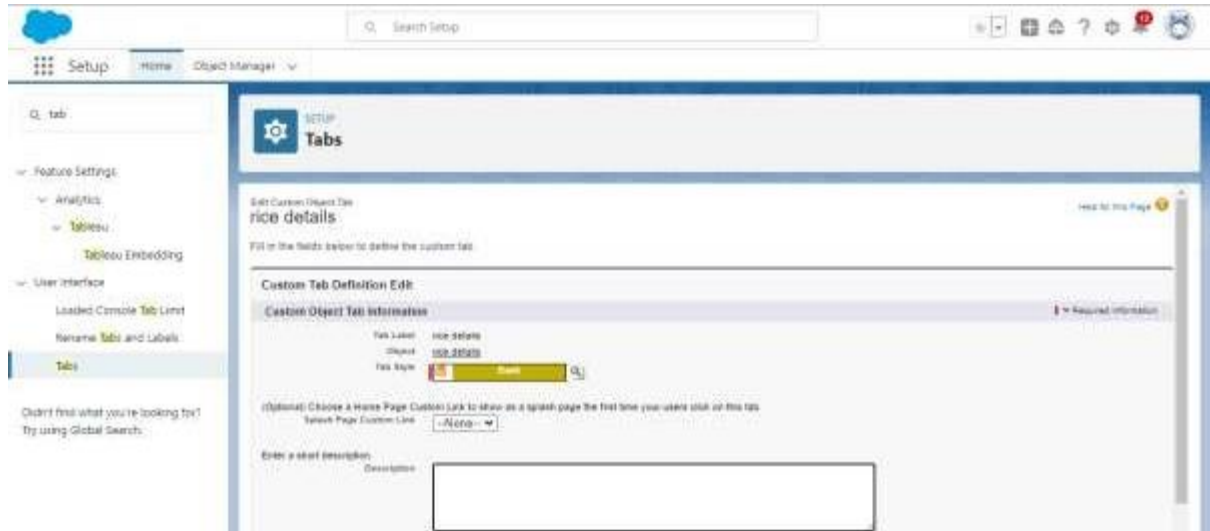 Search Setup
Setup Home Object Manager
tab
SETUP
Tabs
Feature Settings
Analytics
Tableau
Tableau Embedding
User Interface
Loaded Console Tab Limit
Rename Tabs and Labels
Tabs
Didn't find what you're looking for?
Try using Global Search.
Edit Custom Object Tab
rice details
Help for this Page
Fill in the fields below to define the custom tab.
Custom Tab Definition Edit
Custom Object Tab Information
= Required Information
Tab Label rice details
Object rice details
Tab Style
(Optional) Choose a Home Page Custom Link to show as a splash page the first time your users click on this tab.
Splash Page Custom Link --None--
Enter a short description.
Description